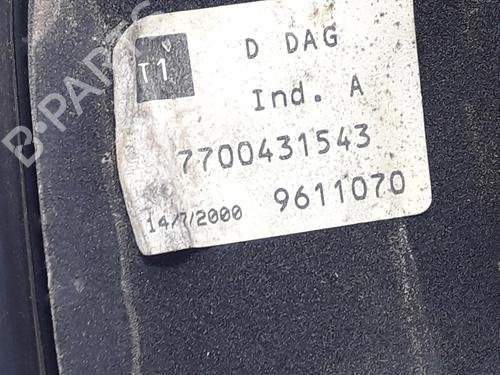 T1
D DAG
Ind. A
7700431543
14/7/2000 9611070
B-PARTS